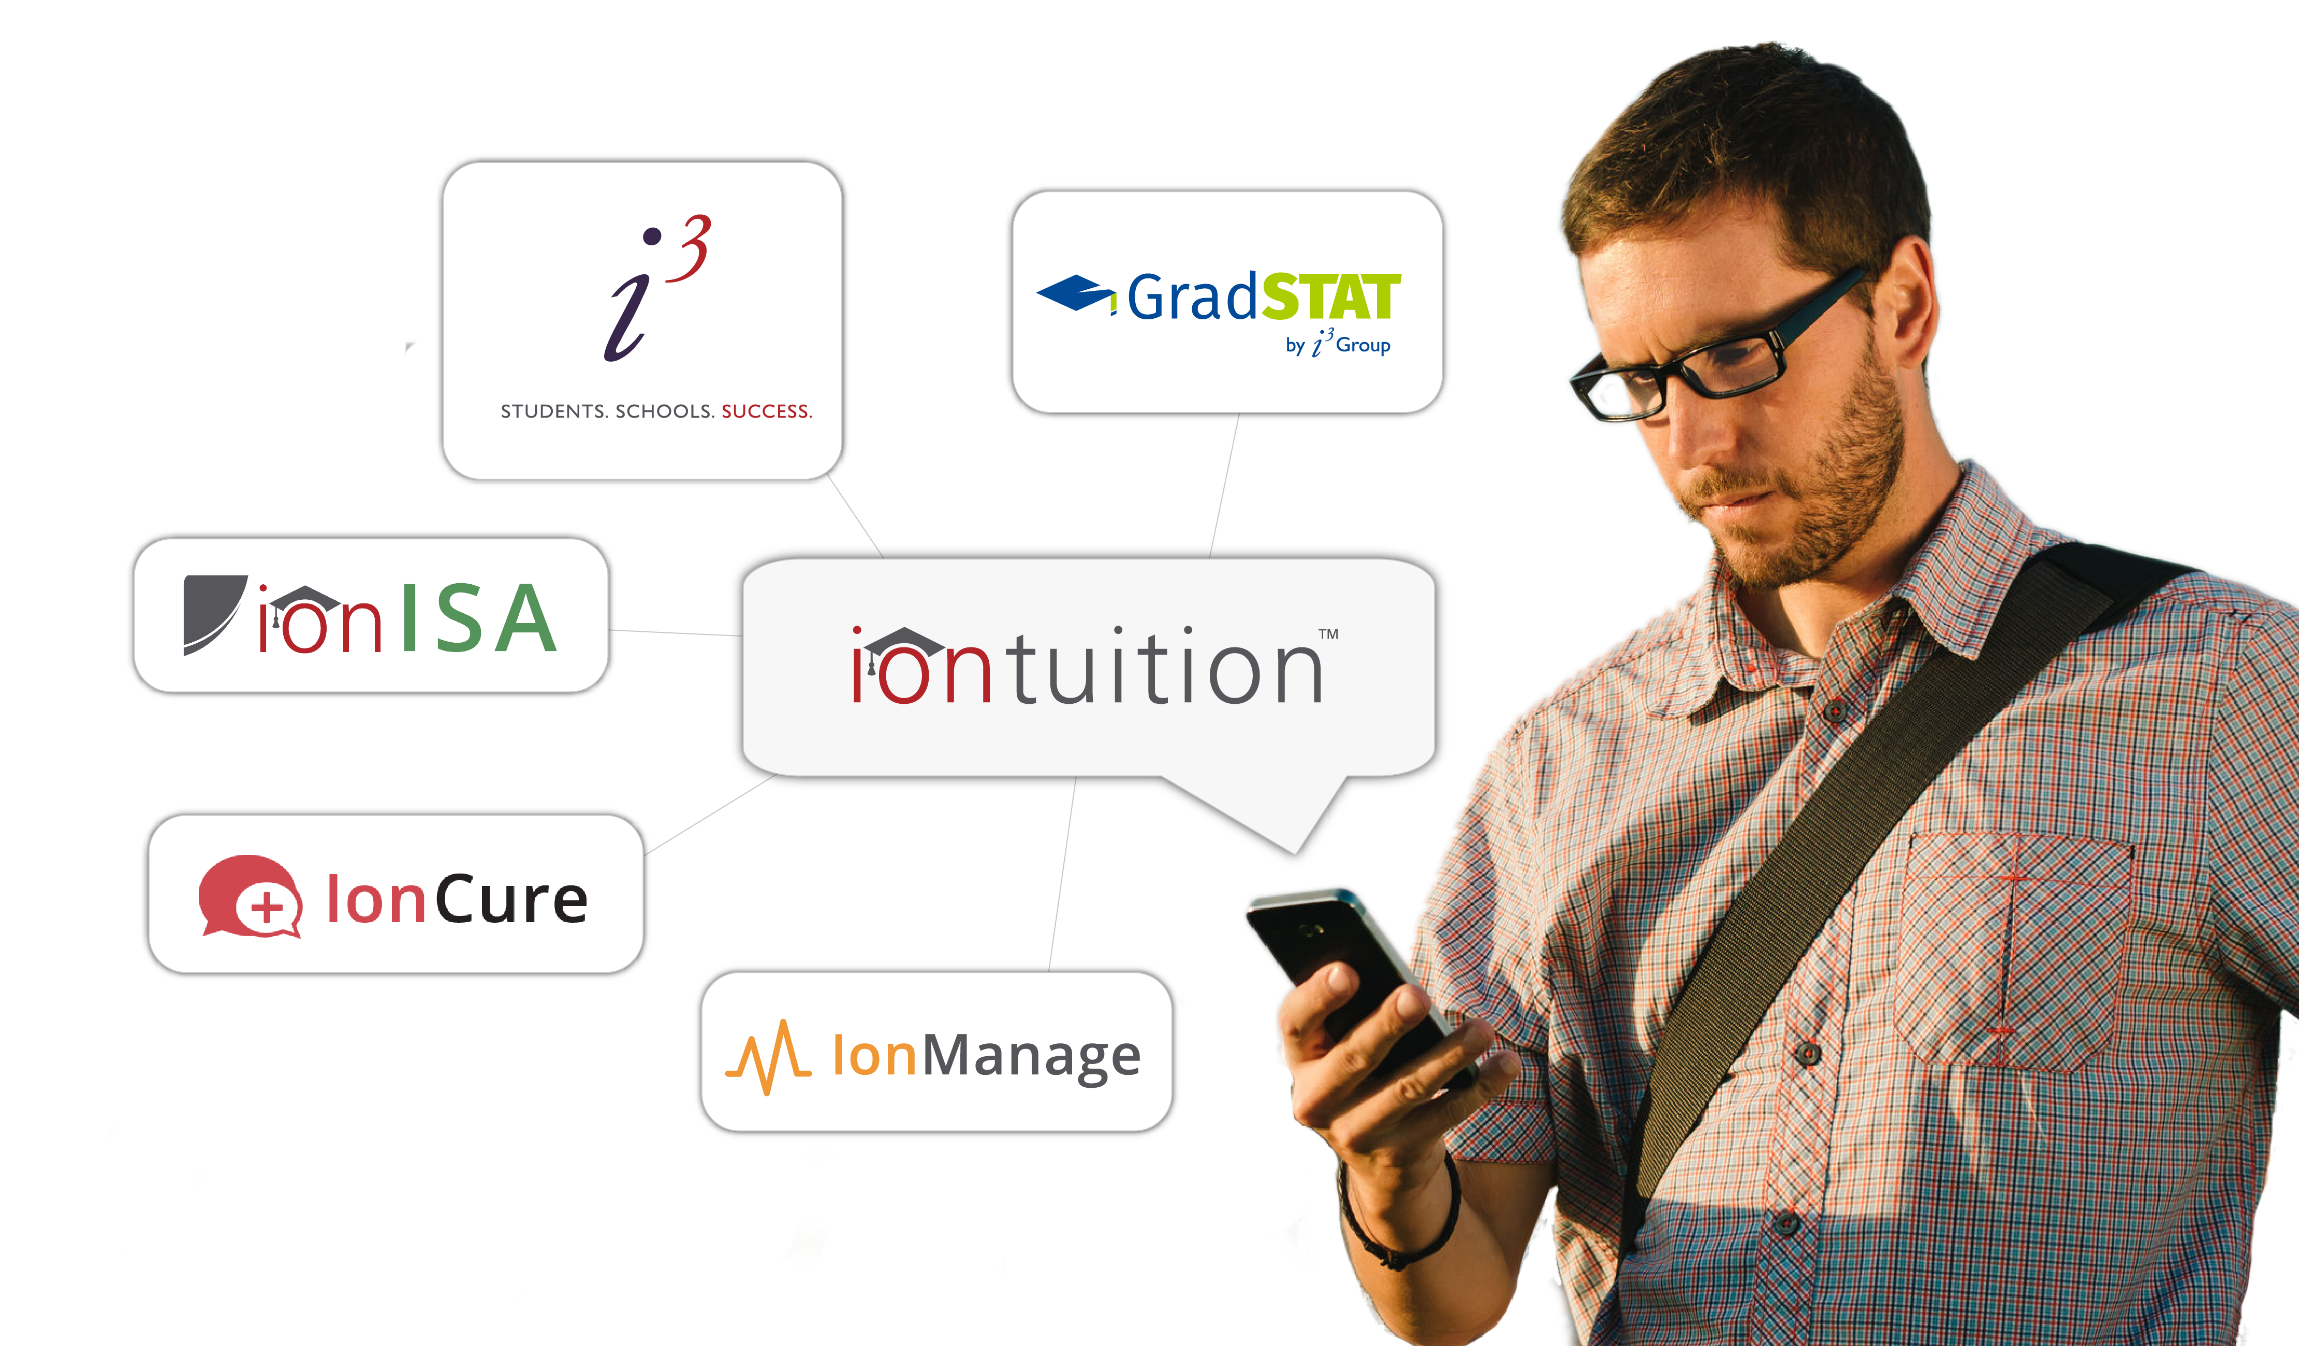 i³
STUDENTS. SCHOOLS. SUCCESS.
GradSTAT
by i³ Group
ionISA
iontuition™
IonCure
IonManage